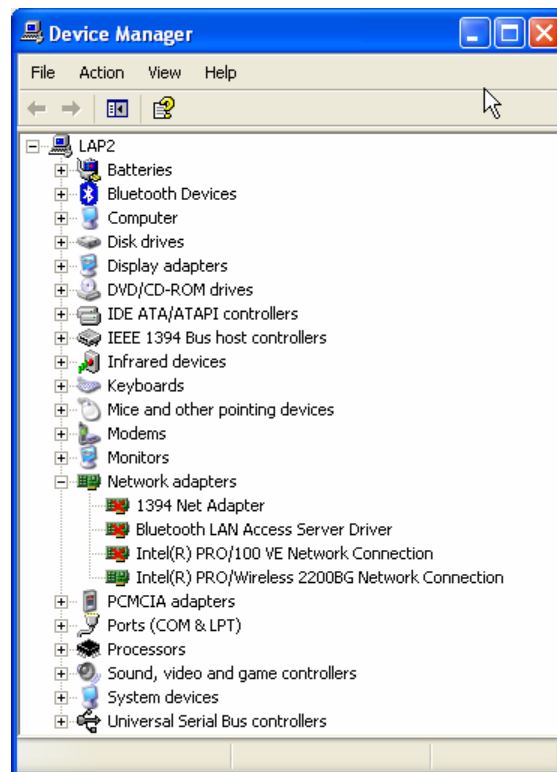 Device Manager
File Action View Help
LAP2
Batteries
Bluetooth Devices
Computer
Disk drives
Display adapters
DVD/CD-ROM drives
IDE ATA/ATAPI controllers
IEEE 1394 Bus host controllers
Infrared devices
Keyboards
Mice and other pointing devices
Modems
Monitors
Network adapters
1394 Net Adapter
Bluetooth LAN Access Server Driver
Intel(R) PRO/100 VE Network Connection
Intel(R) PRO/Wireless 2200BG Network Connection
PCMCIA adapters
Ports (COM & LPT)
Processors
Sound, video and game controllers
System devices
Universal Serial Bus controllers